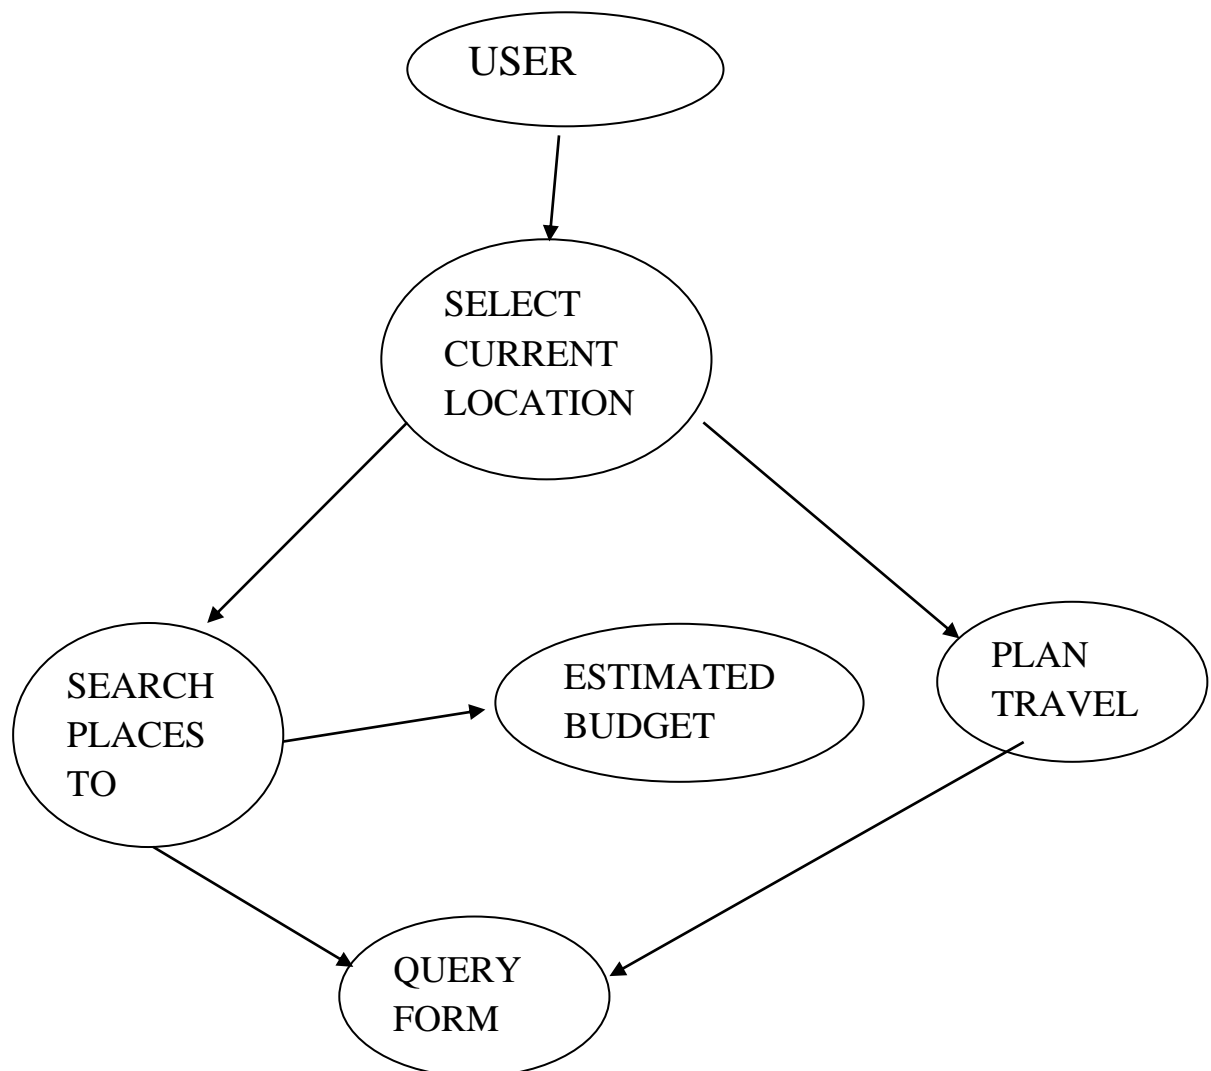 USER
SELECT
CURRENT
LOCATION
SEARCH
PLACES
TO
ESTIMATED
BUDGET
PLAN
TRAVEL
QUERY
FORM